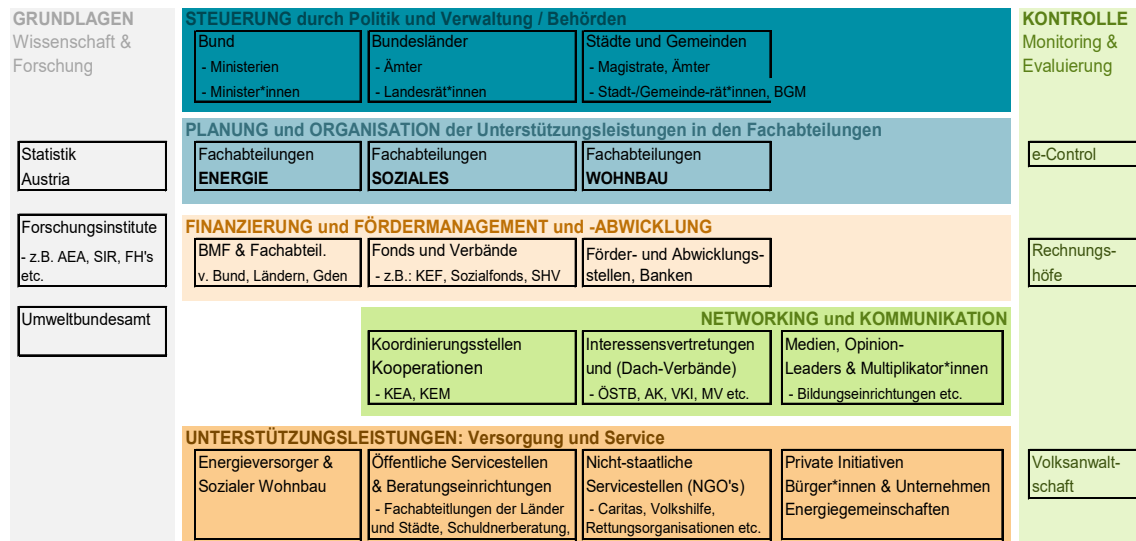 GRUNDLAGEN
Wissenschaft &
Forschung
Statistik
Austria
Forschungsinstitute
- z.B. AEA, SIR, FH's
etc.
Umweltbundesamt
STEUERUNG durch Politik und Verwaltung / Behörden
Bund
- Ministerien
- Minister*innen
Bundesländer
- Ämter
- Landesrät*innen
Städte und Gemeinden
- Magistrate, Ämter
- Stadt-/Gemeinde-rät*innen, BGM
PLANUNG und ORGANISATION der Unterstützungsleistungen in den Fachabteilungen
Fachabteilungen
ENERGIE
Fachabteilungen
SOZIALES
Fachabteilungen
WOHNBAU
FINANZIERUNG und FÖRDERMANAGEMENT und -ABWICKLUNG
BMF & Fachabteil.
v. Bund, Ländern, Gden
Fonds und Verbände
- z.B.: KEF, Sozialfonds, SHV
Förder- und Abwicklungs-
stellen, Banken
NETWORKING und KOMMUNIKATION
Koordinierungsstellen
Kooperationen
- KEA, KEM
Interessensvertretungen
und (Dach-Verbände)
- ÖSTB, AK, VKI, MV etc.
Medien, Opinion-
Leaders & Multiplikator*innen
- Bildungseinrichtungen etc.
UNTERSTÜTZUNGSLEISTUNGEN: Versorgung und Service
Energieversorger &
Sozialer Wohnbau
Öffentliche Servicestellen
& Beratungseinrichtungen
- Fachabteitlungen der Länder
und Städte, Schuldnerberatung,
Nicht-staatliche
Servicestellen (NGO's)
- Caritas, Volkshilfe,
Rettungsorganisationen etc.
Private Initiativen
Bürger*innen & Unternehmen
Energiegemeinschaften
KONTROLLE
Monitoring &
Evaluierung
e-Control
Rechnungs-
höfe
Volksanwalt-
schaft